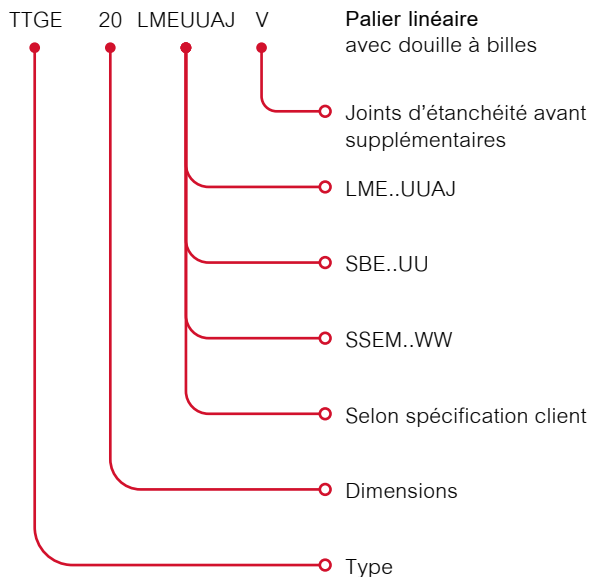 TTGE 20 LMEUUAJ V
Palier linéaire
avec douille à billes
Joints d'étanchéité avant
supplémentaires
LME..UUAJ
SBE..UU
SSEM..WW
Selon spécification client
Dimensions
Type